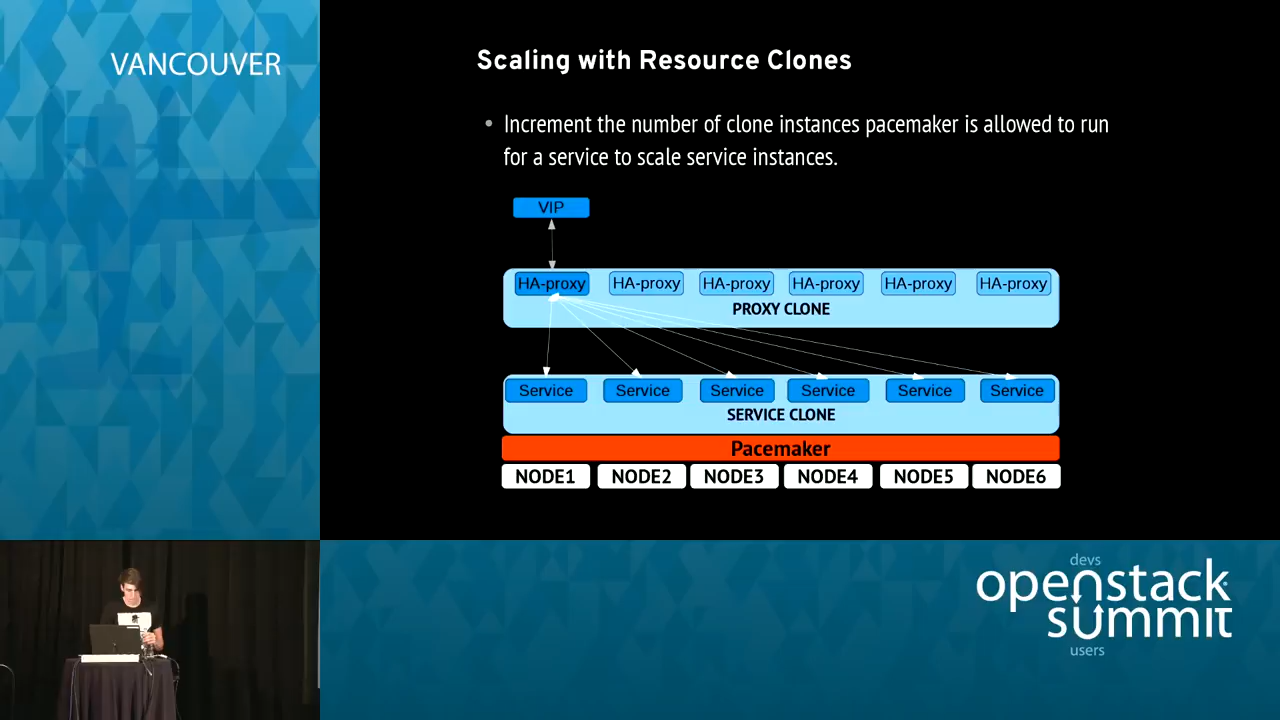 VANCOUVER
Scaling with Resource Clones
• Increment the number of clone instances pacemaker is allowed to run
for a service to scale service instances.
VIP
HA-proxy HA-proxy HA-proxy HA-proxy HA-proxy HA-proxy
PROXY CLONE
Service Service Service Service Service Service
SERVICE CLONE
Pacemaker
NODE1 NODE2 NODE3 NODE4 NODE5 NODE6
devs
openstack
summit
users